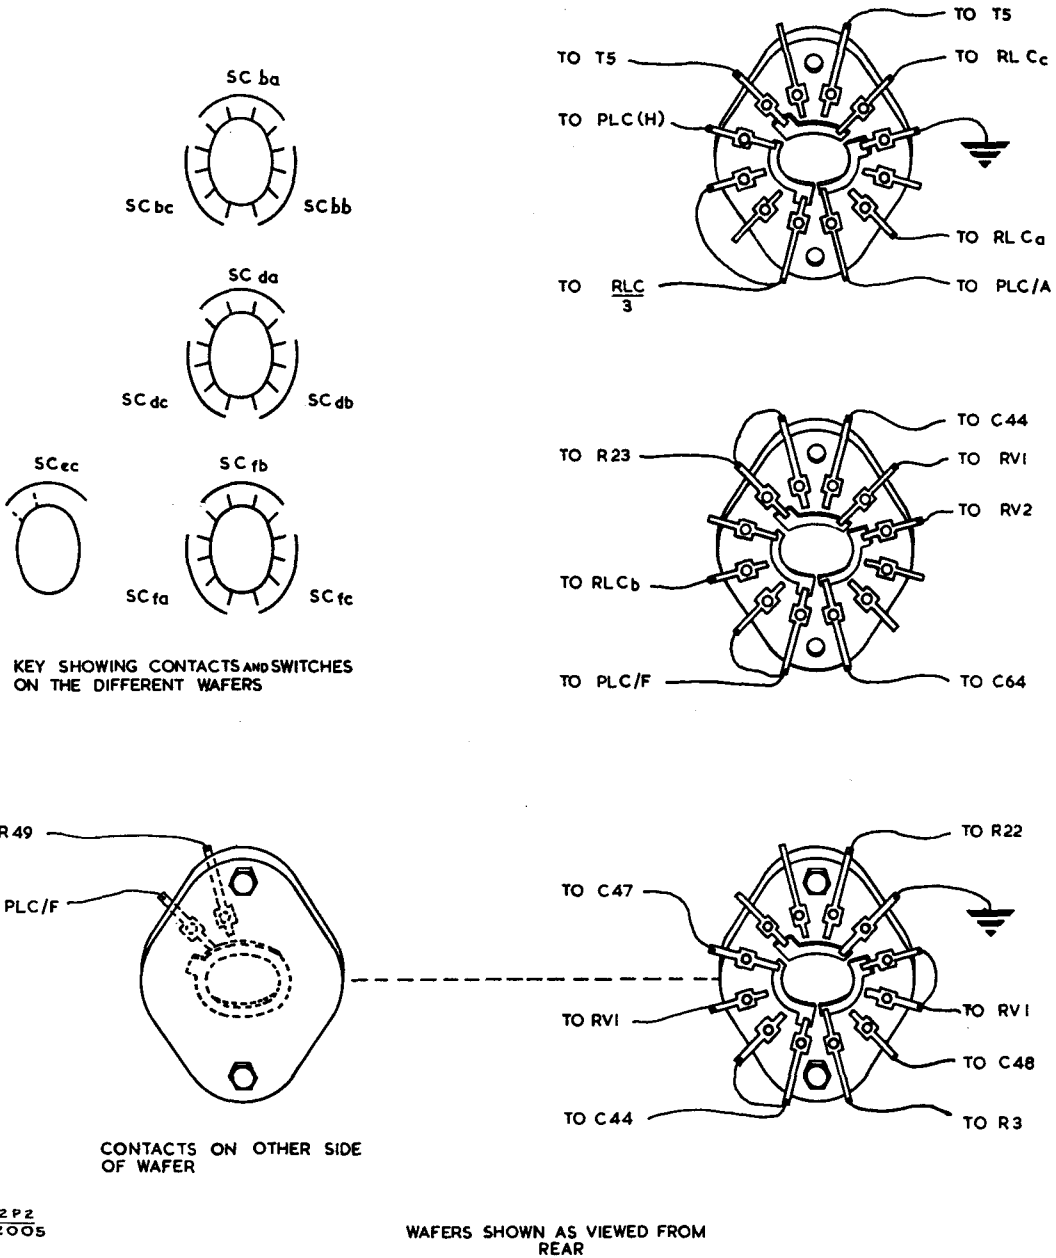 SC ba
SC bc
SC bb
SC da
SC dc
SC db
SC ec
SC fb
SC fa
SC fc
KEY SHOWING CONTACTS AND SWITCHES
ON THE DIFFERENT WAFERS
TO T5
TO T5
TO RL Cc
TO PLC(H)
TO RL Ca
TO RLC
3
TO PLC/A
TO C44
TO R23
TO RV1
TO RV2
TO RLCb
TO PLC/F
TO C64
R49
PLC/F
CONTACTS ON OTHER SIDE
OF WAFER
TO R22
TO C47
TO RV1
TO RV1
TO C48
TO C44
TO R3
2P2
2005
WAFERS SHOWN AS VIEWED FROM
REAR